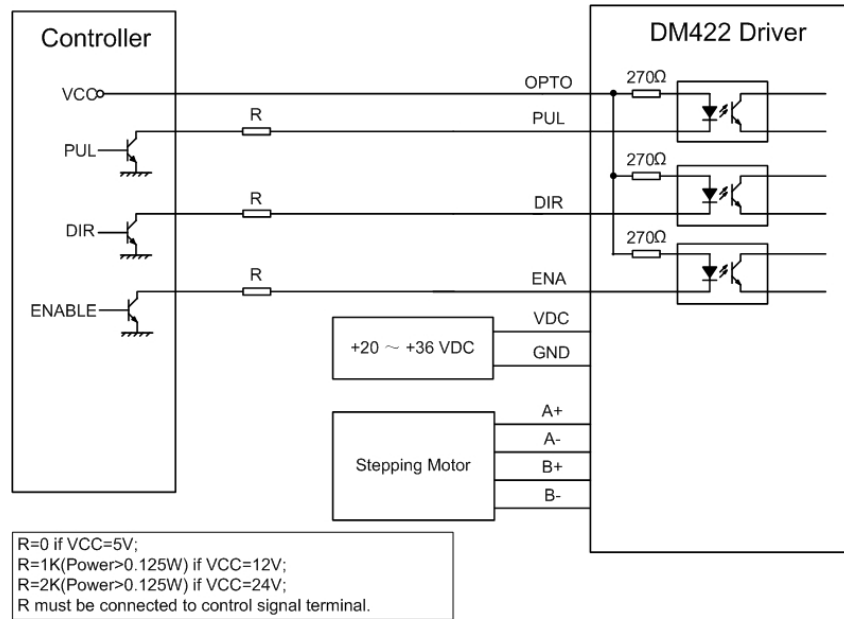 Controller
DM422 Driver
VCC
OPTO
270Ω
R
PUL
PUL
270Ω
R
DIR
DIR
270Ω
R
ENA
ENABLE
VDC
+20 ～ +36 VDC
GND
A+
A-
Stepping Motor
B+
B-
R=0 if VCC=5V;
R=1K(Power>0.125W) if VCC=12V;
R=2K(Power>0.125W) if VCC=24V;
R must be connected to control signal terminal.